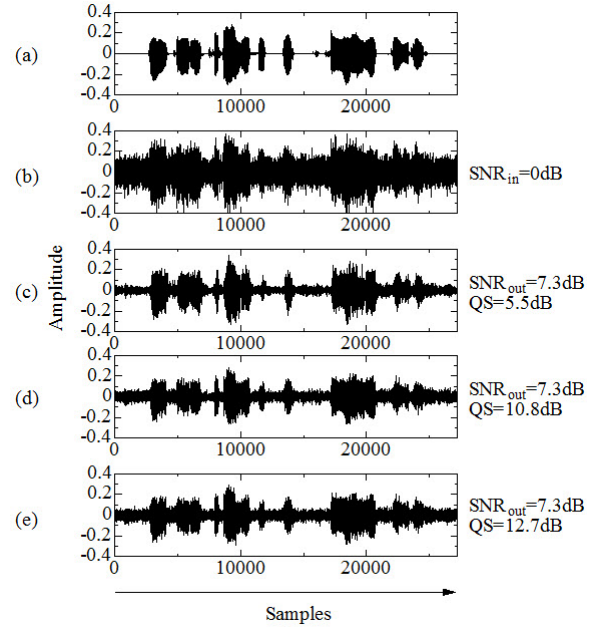 0.4
0.2
(a)
0
-0.2
-0.4
0
10000
20000
0.4
0.2
(b)
0
SNRin=0dB
-0.2
-0.4
0
10000
20000
0.4
0.2
(c)
0
SNRout=7.3dB
QS=5.5dB
-0.2
-0.4
0
10000
20000
Amplitude
0.4
0.2
(d)
0
SNRout=7.3dB
QS=10.8dB
-0.2
-0.4
0
10000
20000
0.4
0.2
(e)
0
SNRout=7.3dB
QS=12.7dB
-0.2
-0.4
0
10000
20000
Samples